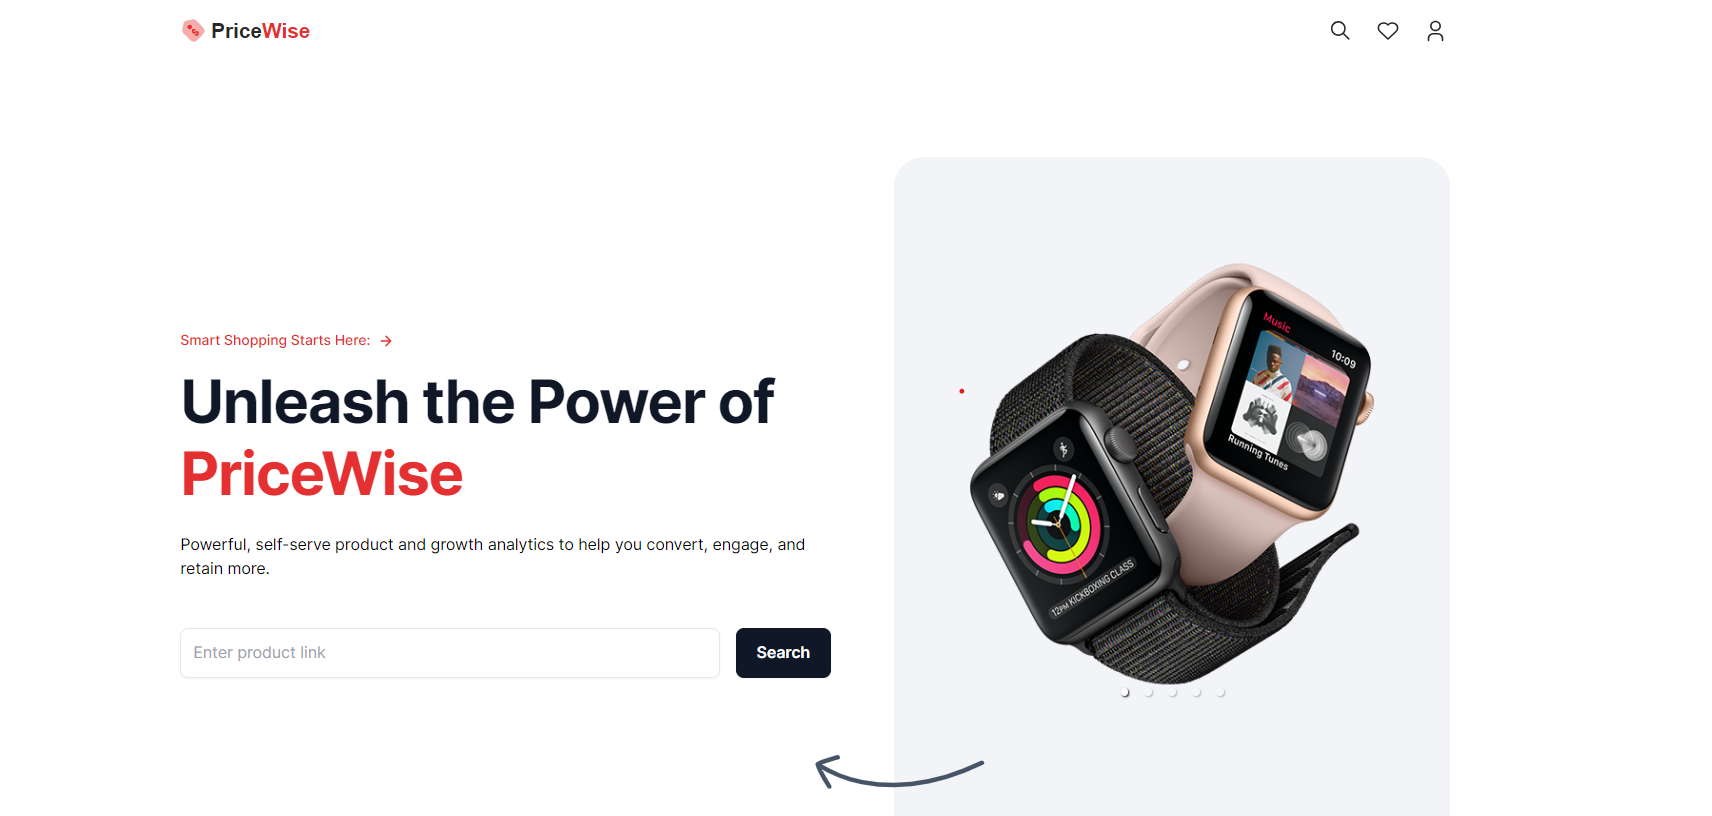 PriceWise
Smart Shopping Starts Here:
Unleash the Power of
PriceWise
Powerful, self-serve product and growth analytics to help you convert, engage, and
retain more.
Enter product link
Search
Music
10:09
Running Tunes
12PM KICKBOXING CLASS